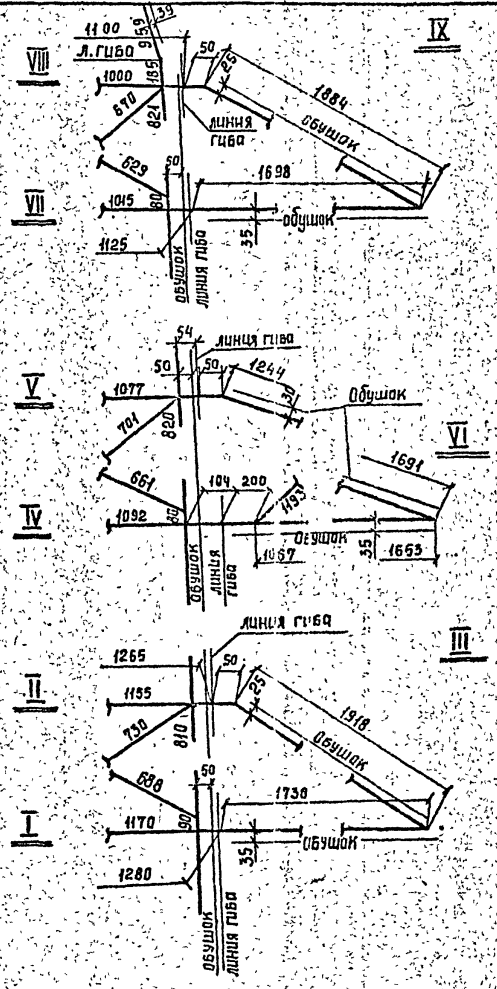 39
9 59
1100
50
IX
VIII
Л.ГИБА
185
25
1000
1884
670
821
ЛИНИЯ
ГИБА
ОБУШОК
629
50
1698
VII
1015
80
обушок
35
1125
ОБУШОК
ЛИНИЯ ГИБА
54
ЛИНИЯ ГИБА
50
50
1244
V
1077
30
Обушок
701
820
VI
661
104
200
1193
1691
IV
1092
80
ОБУШОК
35
ОБУШОК
ЛИНИЯ
ГИБА
1067
1663
ЛИНИЯ ГИБА
1265
50
III
II
25
1155
1918
730
810
ОБУШОК
688
50
1730
I
1170
90
ОБУШОК
35
1280
ОБУШОК
ЛИНИЯ ГИБА